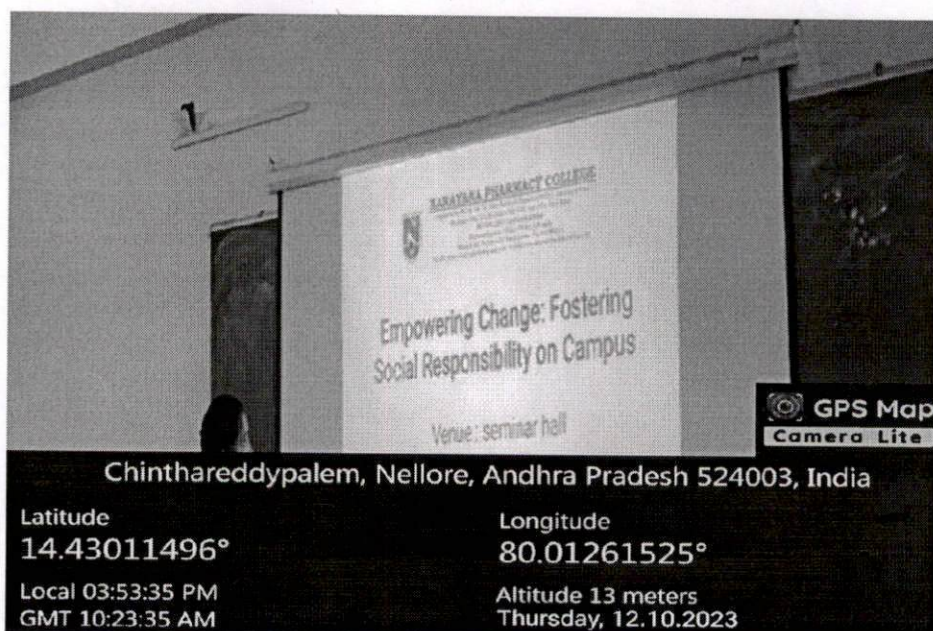 NARAYANA PHARMACY COLLEGE
Empowering Change: Fostering
Social Responsibility on Campus
Venue : seminar hall
GPS Map
Camera Lite
Chinthareddypalem, Nellore, Andhra Pradesh 524003, India
Latitude
14.43011496°
Longitude
80.01261525°
Local 03:53:35 PM
GMT 10:23:35 AM
Altitude 13 meters
Thursday, 12.10.2023